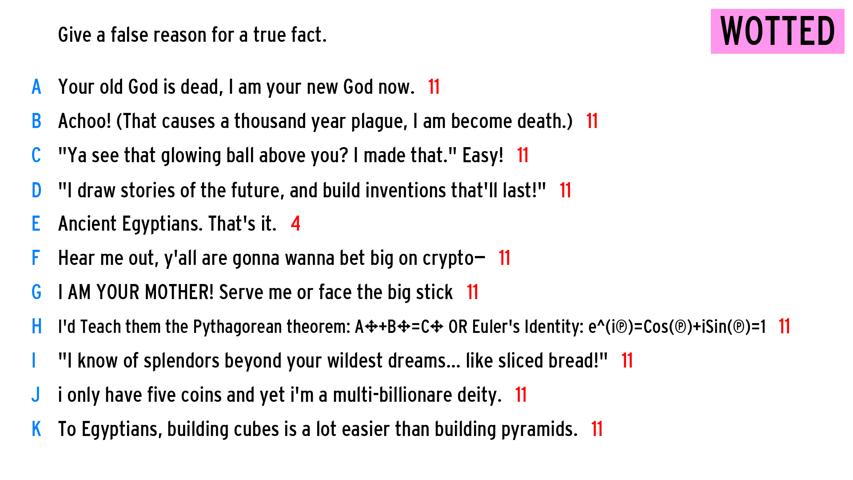 Give a false reason for a true fact.
WOTTED
A Your old God is dead, I am your new God now. 11
B Achoo! (That causes a thousand year plague, I am become death.) 11
C "Ya see that glowing ball above you? I made that." Easy! 11
D "I draw stories of the future, and build inventions that'll last!" 11
E Ancient Egyptians. That's it. 4
F Hear me out, y'all are gonna wanna bet big on crypto— 11
G I AM YOUR MOTHER! Serve me or face the big stick 11
H I'd Teach them the Pythagorean theorem: A✢+B✢=C✢ OR Euler's Identity: e^(i℗)=Cos(℗)+iSin(℗)=1 11
I "I know of splendors beyond your wildest dreams... like sliced bread!" 11
J i only have five coins and yet i'm a multi-billionare deity. 11
K To Egyptians, building cubes is a lot easier than building pyramids. 11